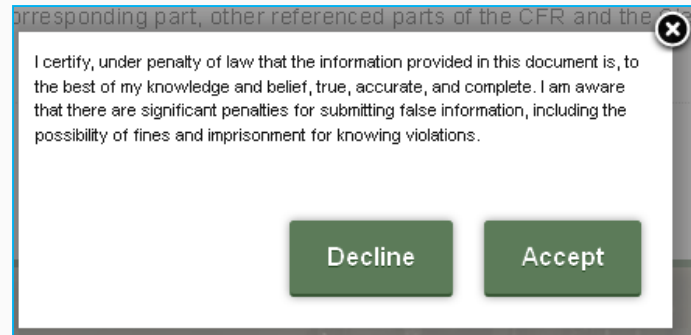 orresponding part, other referenced parts of the CFR and the
I certify, under penalty of law that the information provided in this document is, to
the best of my knowledge and belief, true, accurate, and complete. I am aware
that there are significant penalties for submitting false information, including the
possibility of fines and imprisonment for knowing violations.
Decline Accept